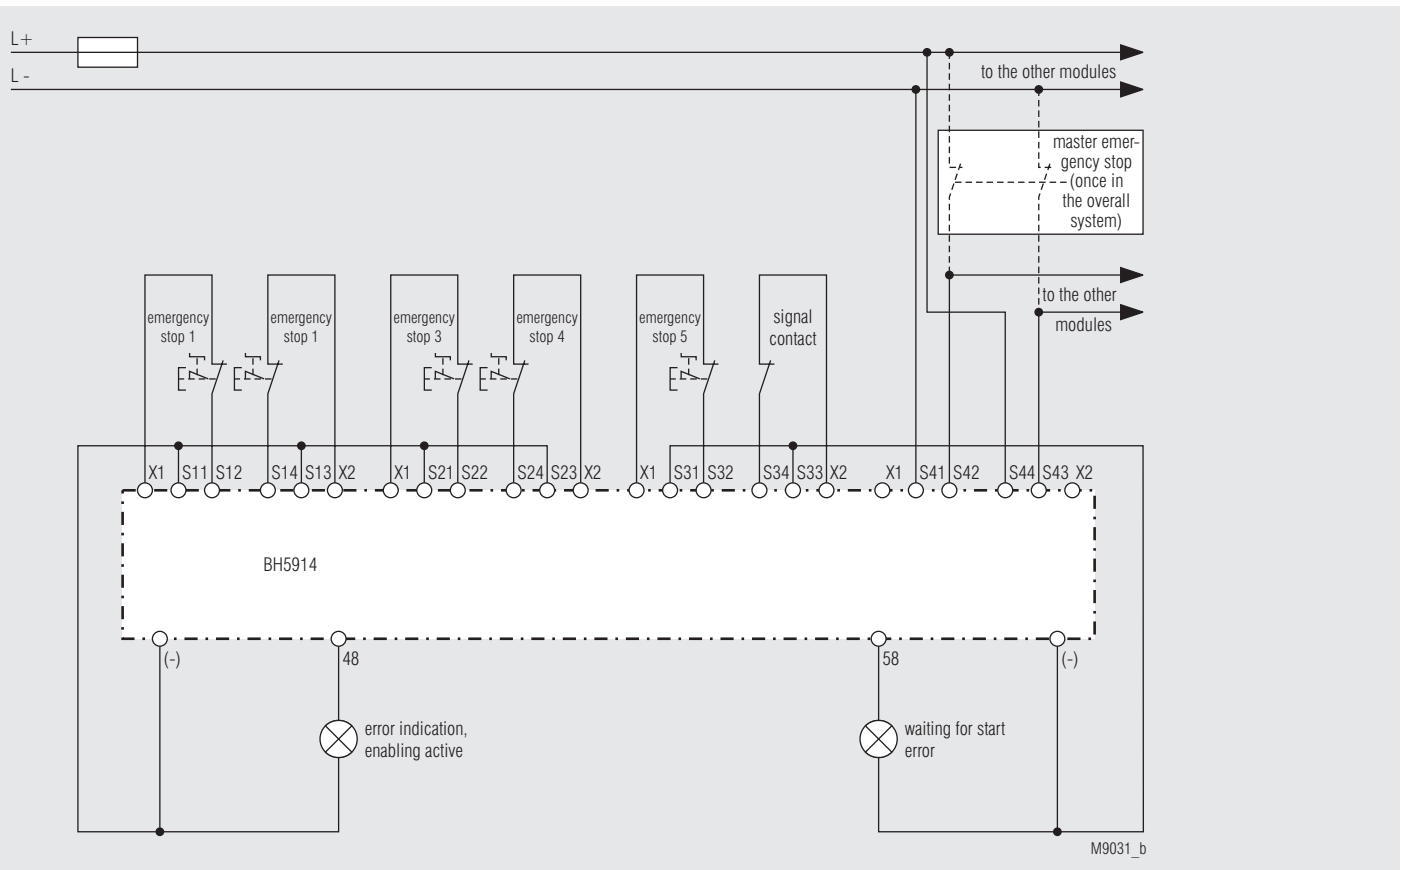 L+
L -
to the other modules
master emer-
gency stop
(once in
the overall
system)
to the other
modules
emergency
stop 1
emergency
stop 1
emergency
stop 3
emergency
stop 4
emergency
stop 5
signal
contact
X1 S11 S12 S14 S13 X2 X1 S21 S22 S24 S23 X2 X1 S31 S32 S34 S33 X2 X1 S41 S42 S44 S43 X2
BH5914
(-) 48 58 (-)
error indication,
enabling active
waiting for start
error
M9031_b